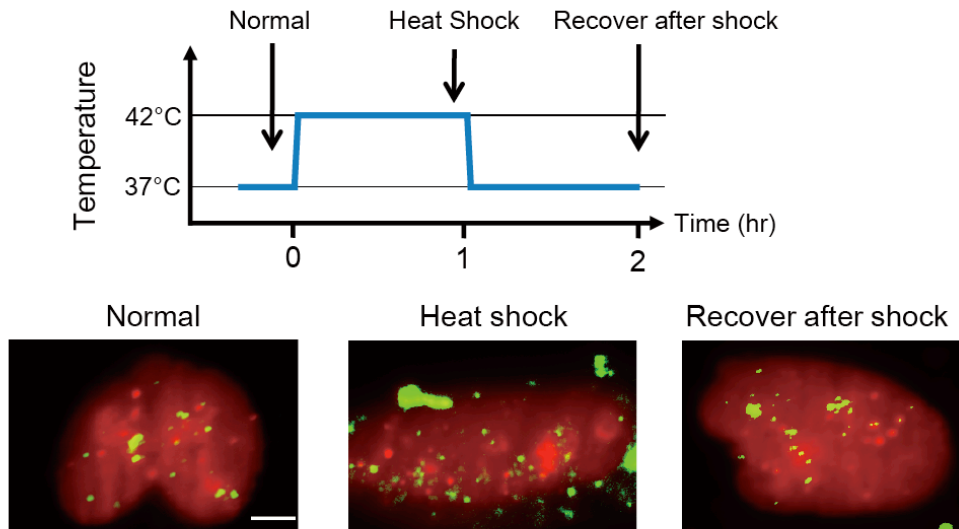 Normal Heat Shock Recover after shock
Temperature
42°C
37°C
Time (hr)
0 1 2
Normal Heat shock Recover after shock